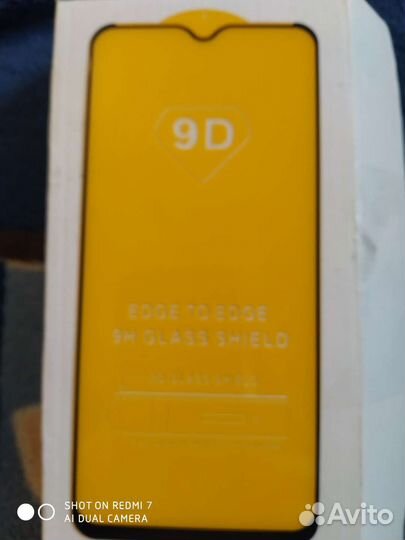 9D
EDGE TO EDGE
9H GLASS SHIELD
SHOT ON REDMI 7
AI DUAL CAMERA
Avito